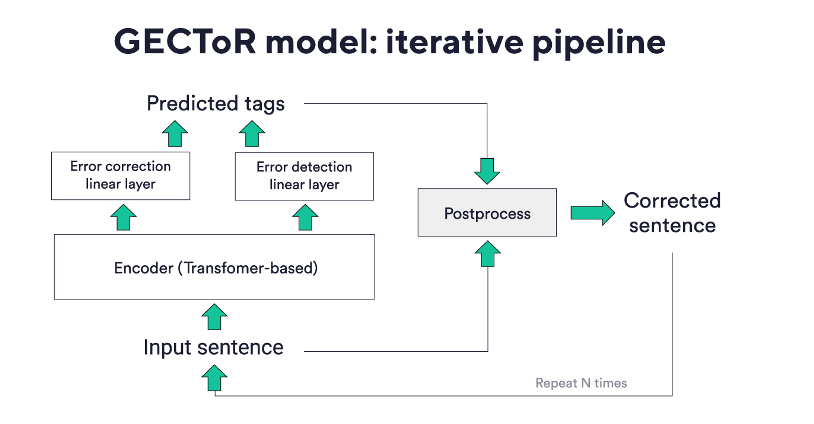 GECToR model: iterative pipeline
Predicted tags
Error correction
linear layer
Error detection
linear layer
Postprocess
Corrected
sentence
Encoder (Transfomer-based)
Input sentence
Repeat N times